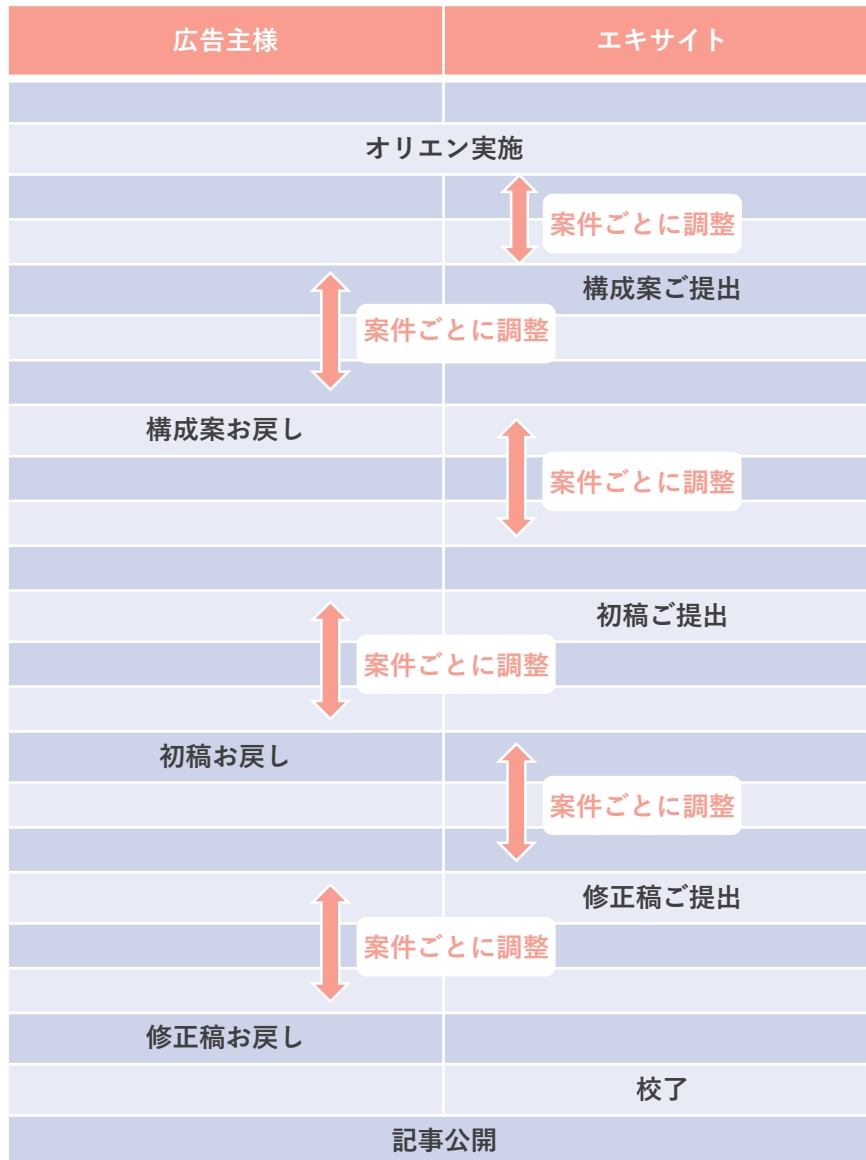 広告主様
エキサイト
オリエン実施
案件ごとに調整
構成案ご提出
案件ごとに調整
構成案お戻し
案件ごとに調整
初稿ご提出
案件ごとに調整
初稿お戻し
案件ごとに調整
修正稿ご提出
案件ごとに調整
修正稿お戻し
校了
記事公開